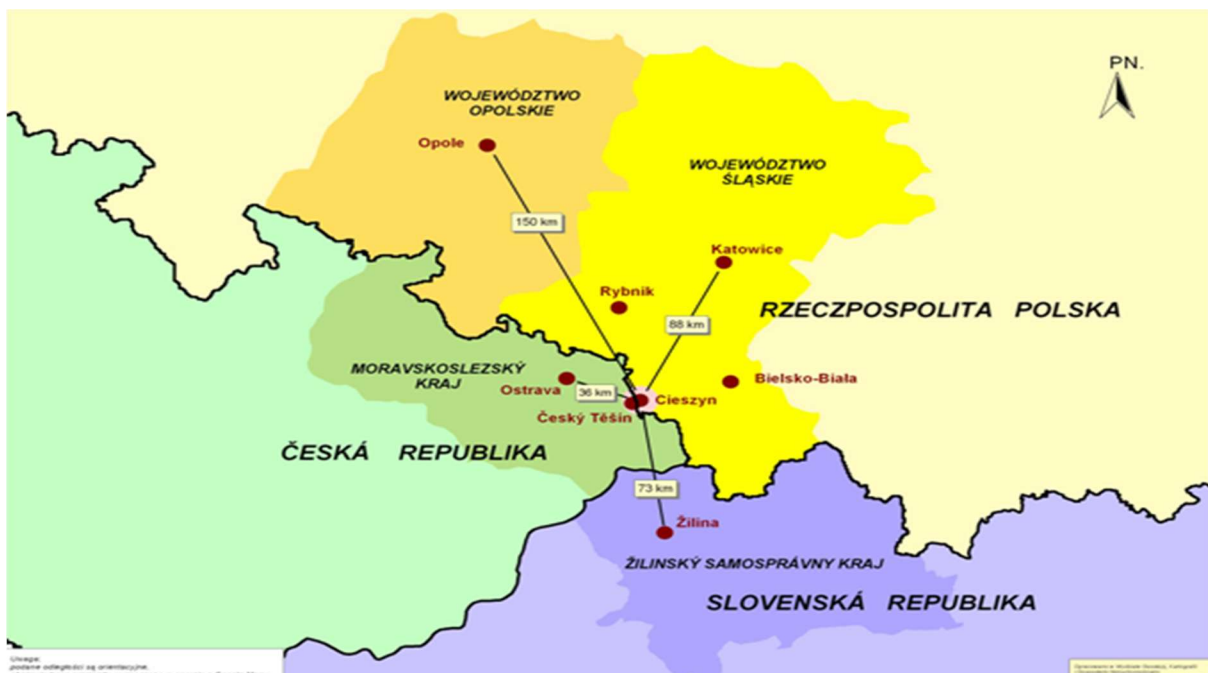 PN.
WOJEWÓDZTWO
OPOLSKIE
Opole
WOJEWÓDZTWO
ŚLĄSKIE
150 km
Katowice
Rybnik
RZECZPOSPOLITA POLSKA
88 km
MORAVSKOSLEZSKÝ
KRAJ
Bielsko-Biała
Ostrava
36 km
Cieszyn
Český Těšín
ČESKÁ REPUBLIKA
73 km
Žilina
ŽILINSKÝ SAMOSPRÁVNY KRAJ
SLOVENSKÁ REPUBLIKA
Uwaga:
podane odległości są orientacyjne,